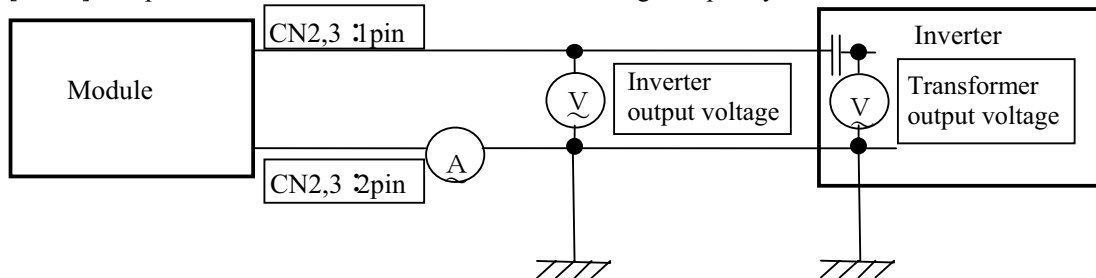 CN2,3 :1pin
Inverter
Module
Inverter
output voltage
V
Transformer
output voltage
V
A
CN2,3 :2pin